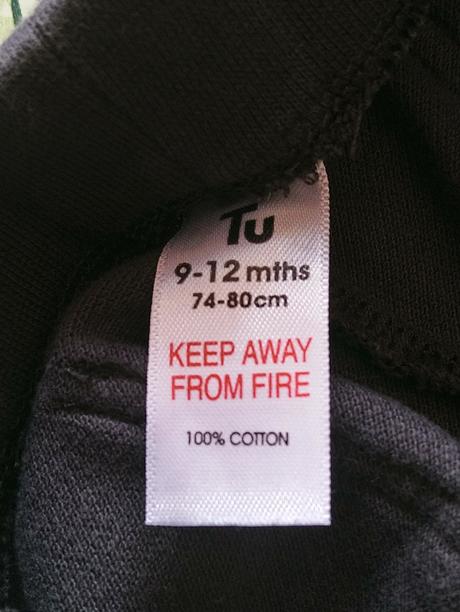 Tu
9-12 mths
74-80cm
KEEP AWAY
FROM FIRE
100% COTTON